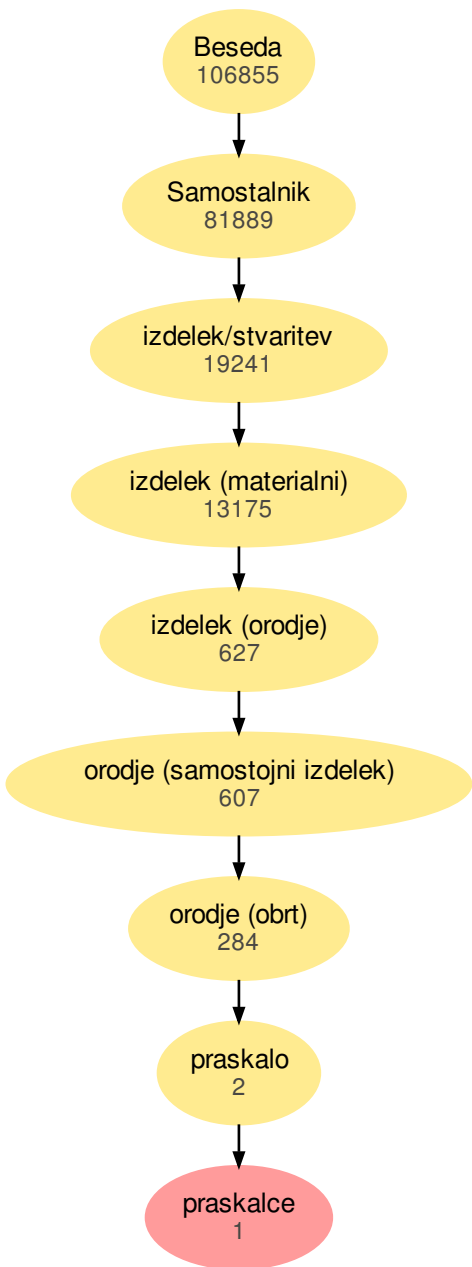 Beseda
106855
Samostalnik
81889
izdelek/stvaritev
19241
izdelek (materialni)
13175
izdelek (orodje)
627
orodje (samostojni izdelek)
607
orodje (obrt)
284
praskalo
2
praskalce
1